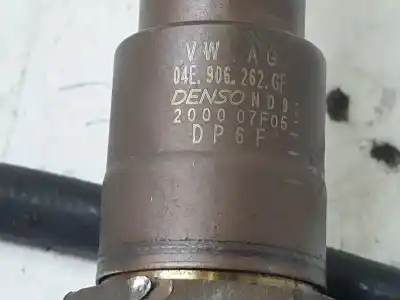 VW AG
04E.906.262.GF
DENSO ND9
2000 07F05
DP6F